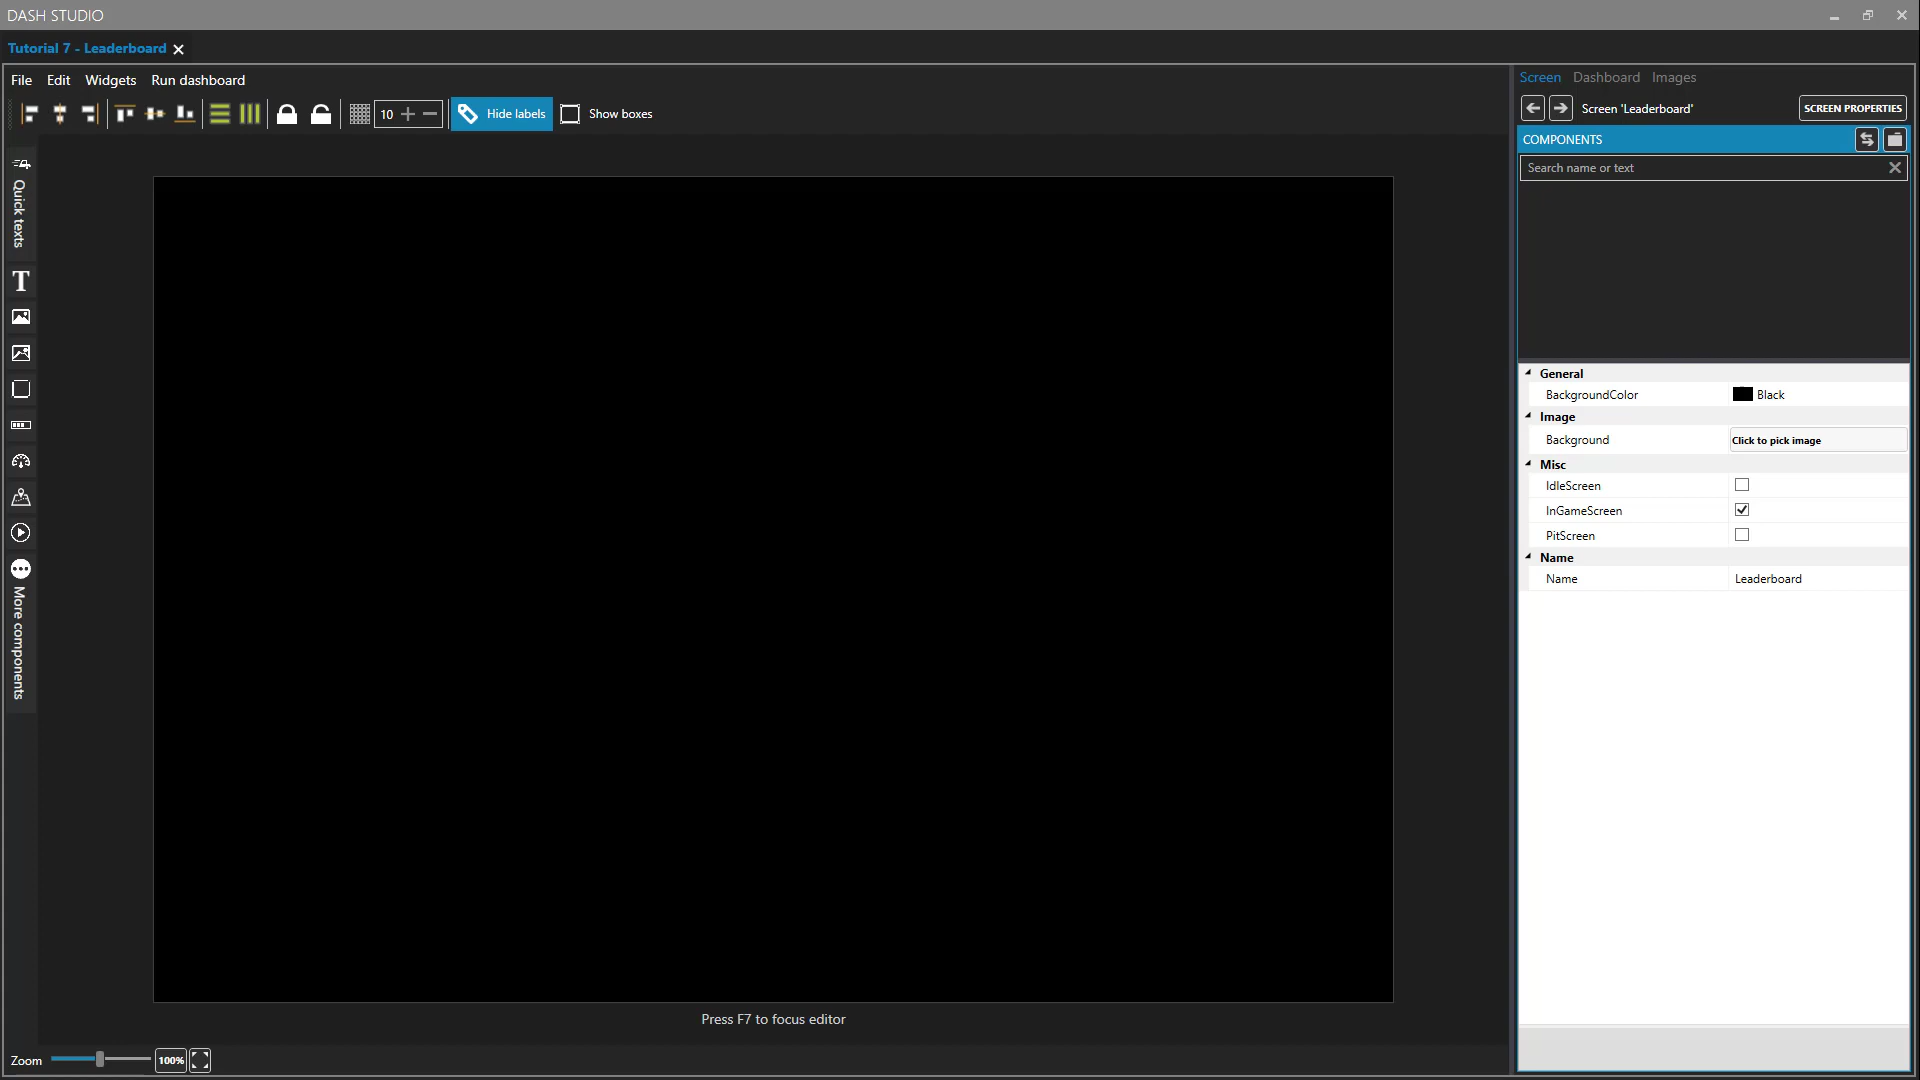 DASH STUDIO
Tutorial 7 - Leaderboard
File Edit Widgets Run dashboard
10 Hide labels Show boxes
Quick texts
More components
Press F7 to focus editor
Zoom 100%
Screen Dashboard Images
Screen 'Leaderboard' SCREEN PROPERTIES
COMPONENTS
Search name or text
General
BackgroundColor Black
Image
Background Click to pick image
Misc
IdleScreen
InGameScreen
PitScreen
Name
Name Leaderboard